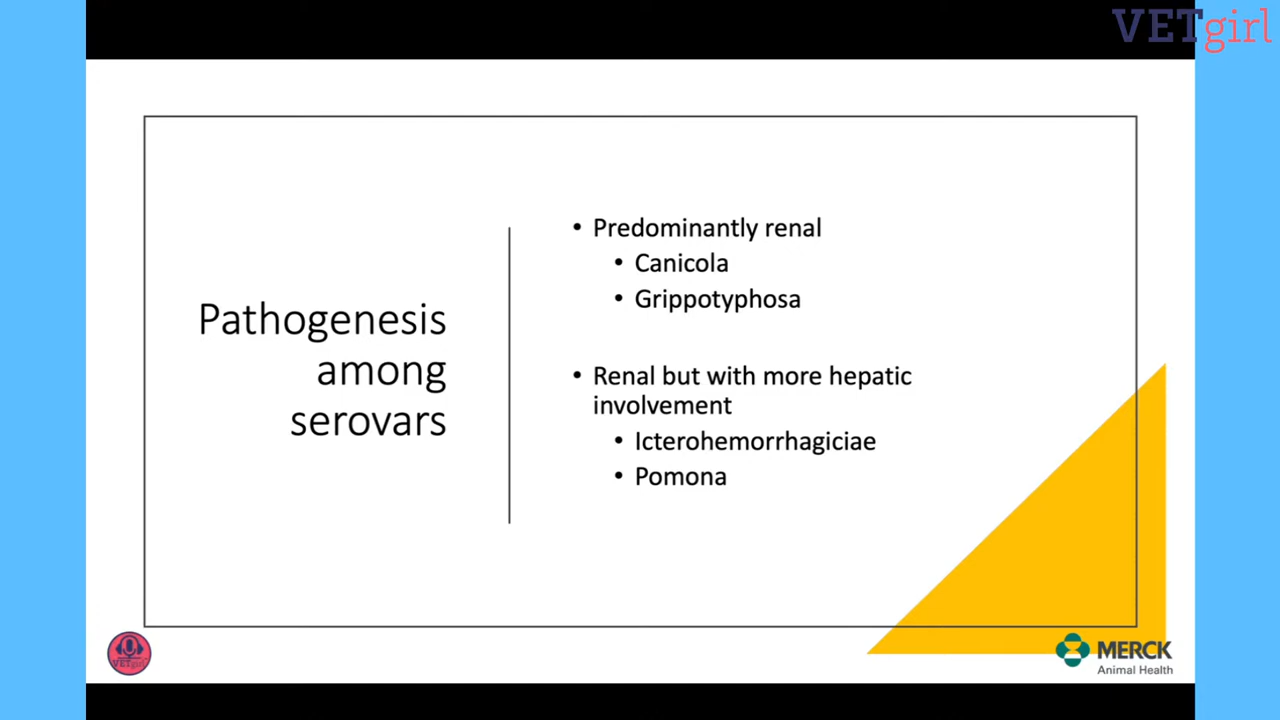 VETgirl
Pathogenesis
among
serovars
• Predominantly renal
• Canicola
• Grippotyphosa
• Renal but with more hepatic
involvement
• Icterohemorrhagiciae
• Pomona
VETgirl
MERCK
Animal Health